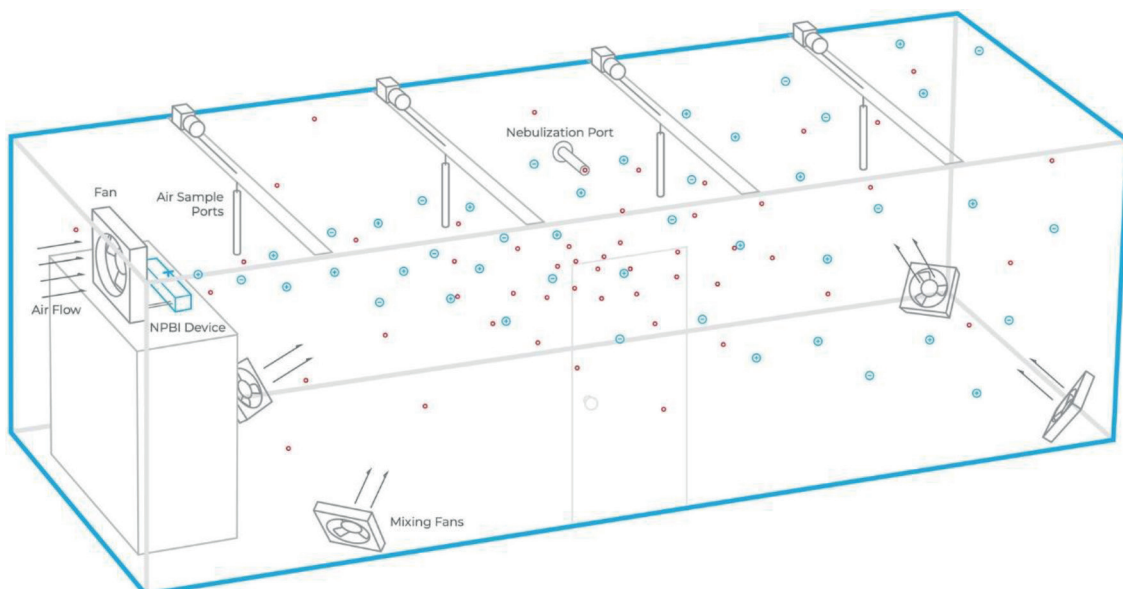 Nebulization Port
Fan
Air Sample
Ports
Air Flow
NPBI Device
Mixing Fans